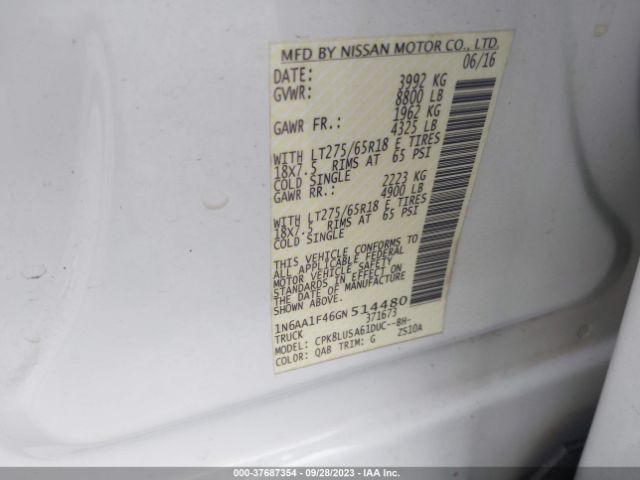 MFD BY NISSAN MOTOR CO., LTD.
DATE: 06/16
GVWR: 3992 KG
8800 LB
GAWR FR.: 1962 KG
4325 LB
WITH LT275/65R18 E TIRES
18X7.5 RIMS AT 65 PSI
COLD SINGLE
GAWR RR.: 2223 KG
4900 LB
WITH LT275/65R18 E TIRES
18X7.5 RIMS AT 65 PSI
COLD SINGLE
THIS VEHICLE CONFORMS TO
ALL APPLICABLE FEDERAL
MOTOR VEHICLE SAFETY
STANDARDS IN EFFECT ON
THE DATE OF MANUFACTURE
SHOWN ABOVE.
1N6AA1F46GN514480
TRUCK 371673
MODEL: CPK8LUSA61DUC--BH-
COLOR: QAB TRIM: G ZS10A
000-37687354 - 09/28/2023 - IAA Inc.